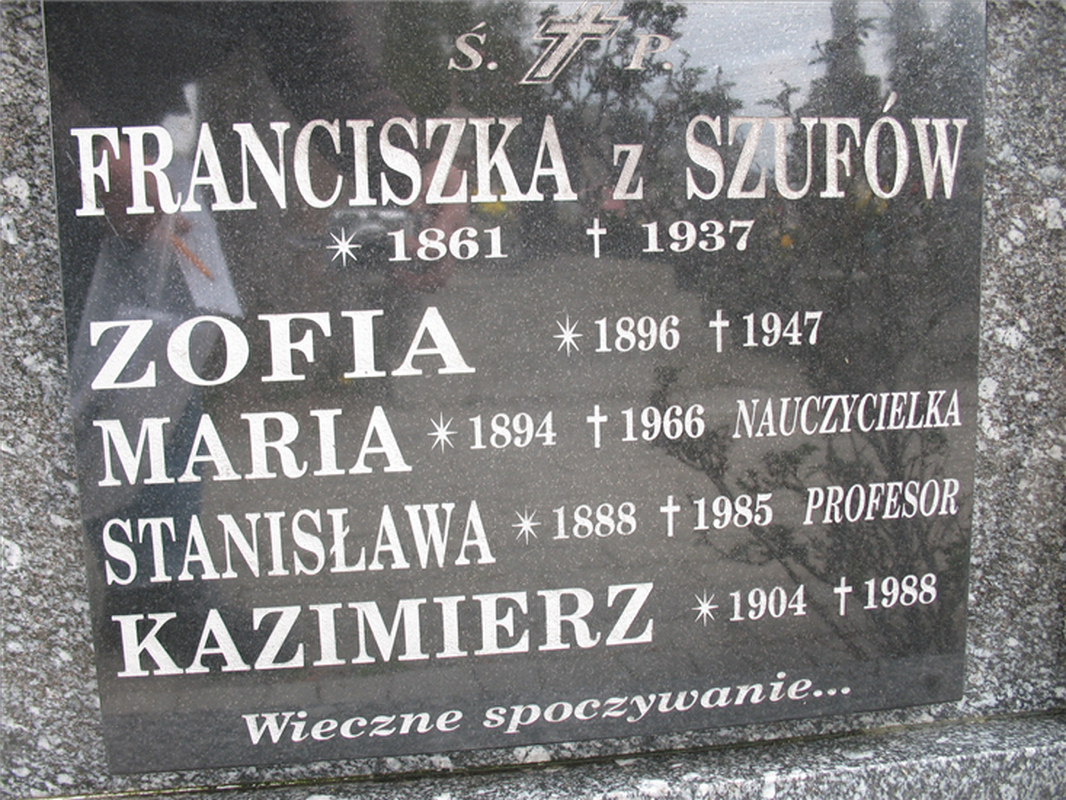 Ś. P.
FRANCISZKA z SZUFÓW
* 1861 † 1937
ZOFIA * 1896 † 1947
MARIA * 1894 † 1966 NAUCZYCIELKA
STANISŁAWA * 1888 † 1985 PROFESOR
KAZIMIERZ * 1904 † 1988
Wieczne spoczywanie...